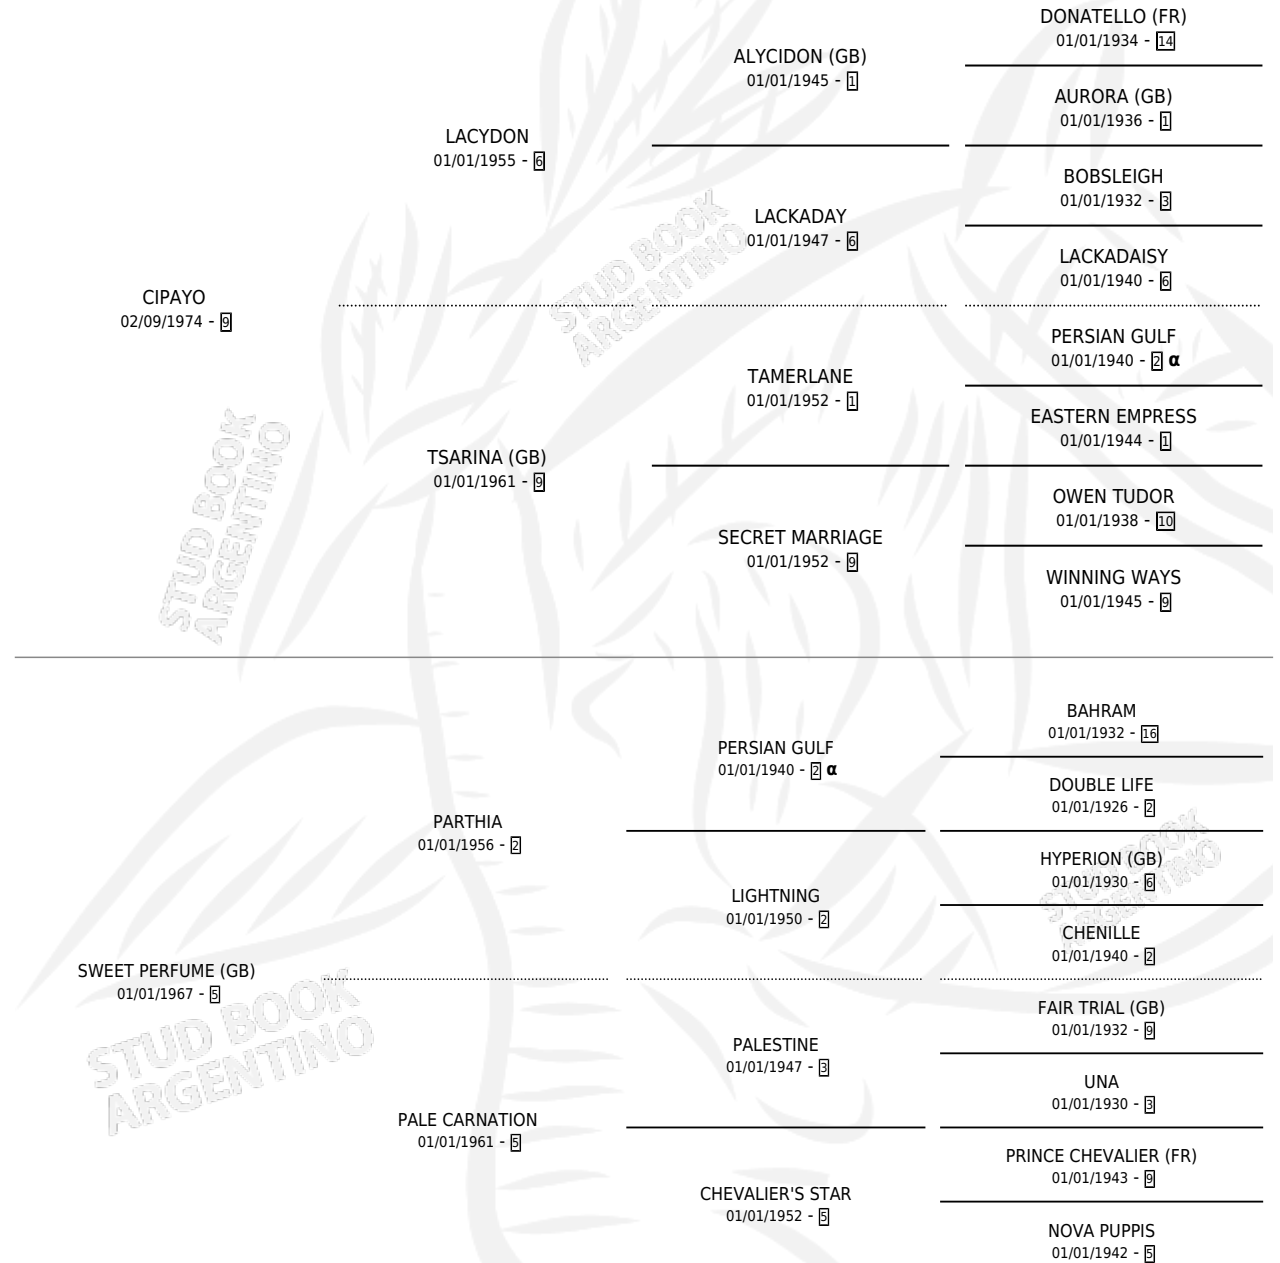 DONATELLO (FR)
01/01/1934 - 14
ALYCIDON (GB)
01/01/1945 - 1
AURORA (GB)
01/01/1936 - 1
LACYDON
01/01/1955 - 6
BOBSLEIGH
01/01/1932 - 3
LACKADAY
01/01/1947 - 6
LACKADAISY
01/01/1940 - 6
CIPAYO
02/09/1974 - 9
PERSIAN GULF
01/01/1940 - 2 α
TAMERLANE
01/01/1952 - 1
EASTERN EMPRESS
01/01/1944 - 1
TSARINA (GB)
01/01/1961 - 9
OWEN TUDOR
01/01/1938 - 10
SECRET MARRIAGE
01/01/1952 - 9
WINNING WAYS
01/01/1945 - 9
BAHRAM
01/01/1932 - 16
PERSIAN GULF
01/01/1940 - 2 α
DOUBLE LIFE
01/01/1926 - 2
PARTHIA
01/01/1956 - 2
HYPERION (GB)
01/01/1930 - 6
LIGHTNING
01/01/1950 - 2
CHENILLE
01/01/1940 - 2
SWEET PERFUME (GB)
01/01/1967 - 5
FAIR TRIAL (GB)
01/01/1932 - 9
PALESTINE
01/01/1947 - 3
UNA
01/01/1930 - 3
PALE CARNATION
01/01/1961 - 5
PRINCE CHEVALIER (FR)
01/01/1943 - 9
CHEVALIER'S STAR
01/01/1952 - 5
NOVA PUPPIS
01/01/1942 - 5
STUD BOOK
ARGENTINO
STUD BOOK
ARGENTINO
STUD BOOK
ARGENTINO
STUD BOOK
ARGENTINO